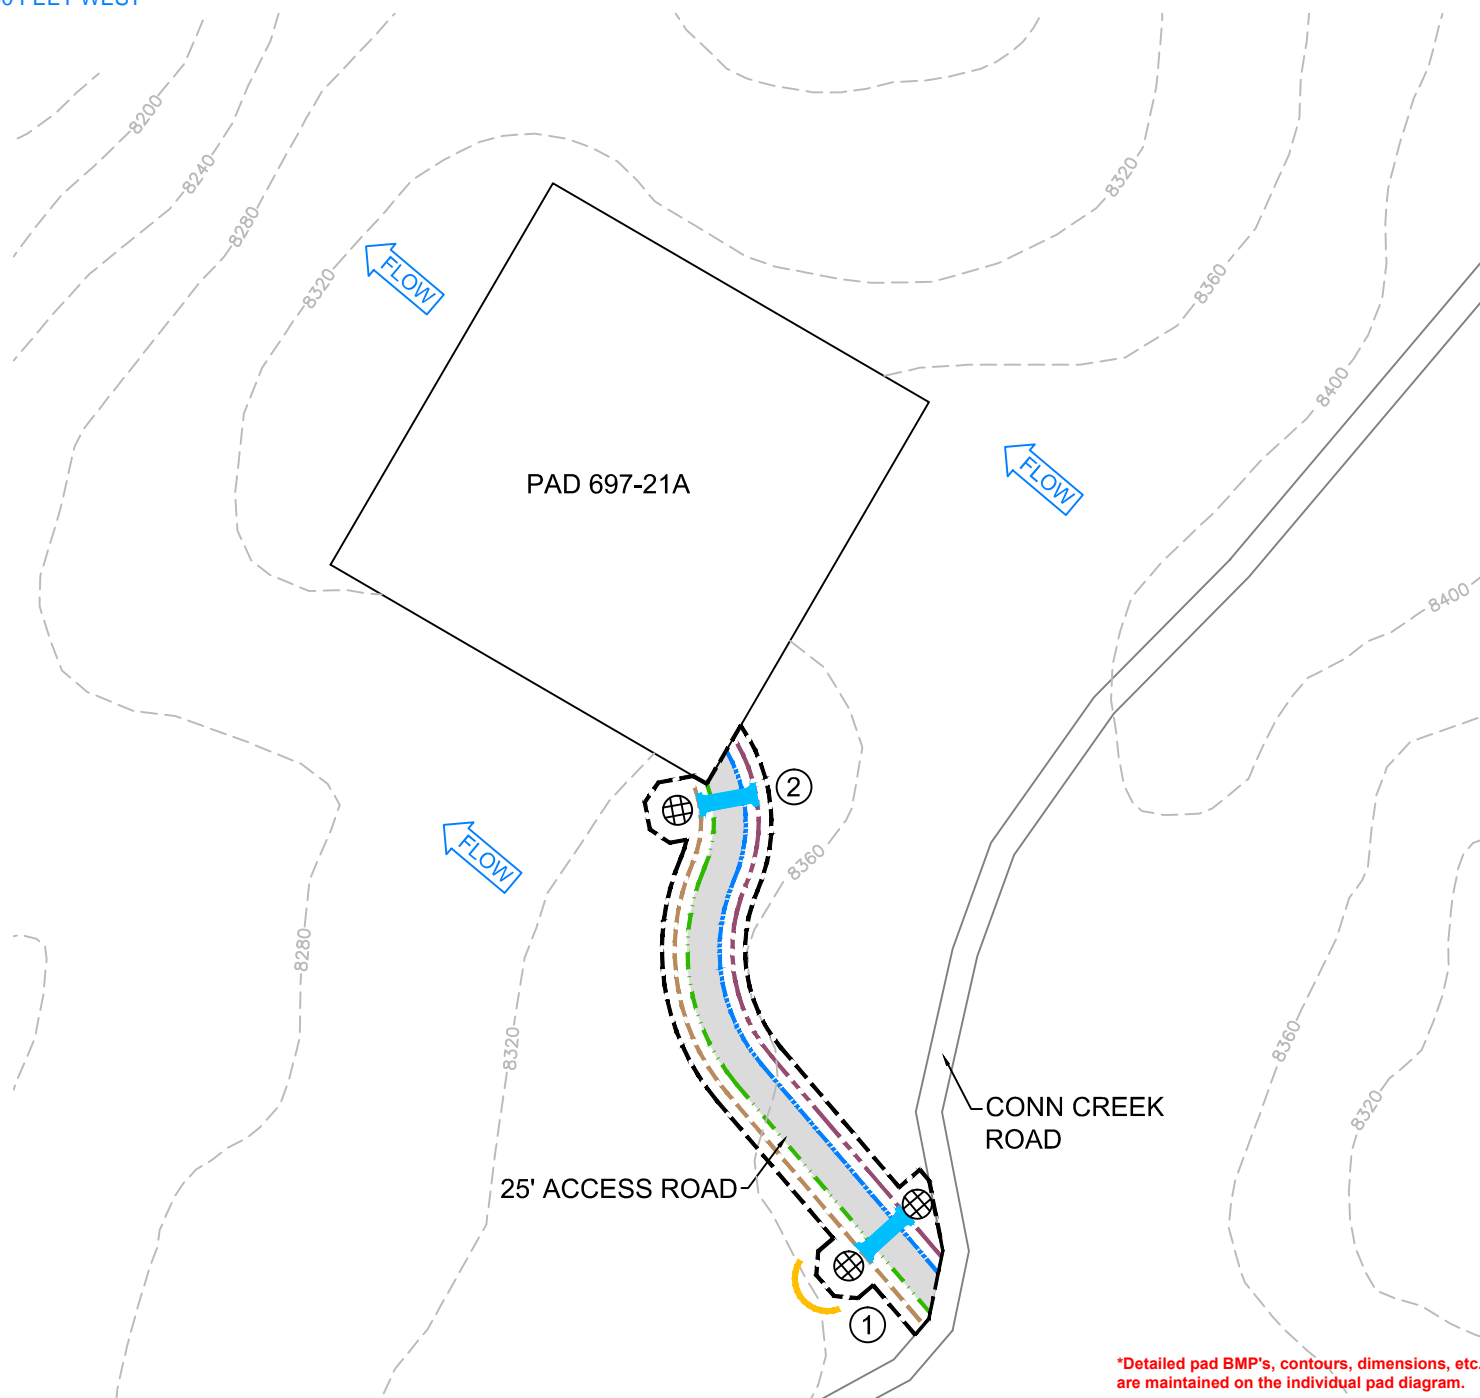 8200
8240
8280
8320
8320
8360
FLOW
8400
FLOW
PAD 697-21A
8400
2
FLOW
8360
8280
8320
8360
CONN CREEK
ROAD
8320
25' ACCESS ROAD
1
*Detailed pad BMP's, contours, dimensions, etc.
are maintained on the individual pad diagram.